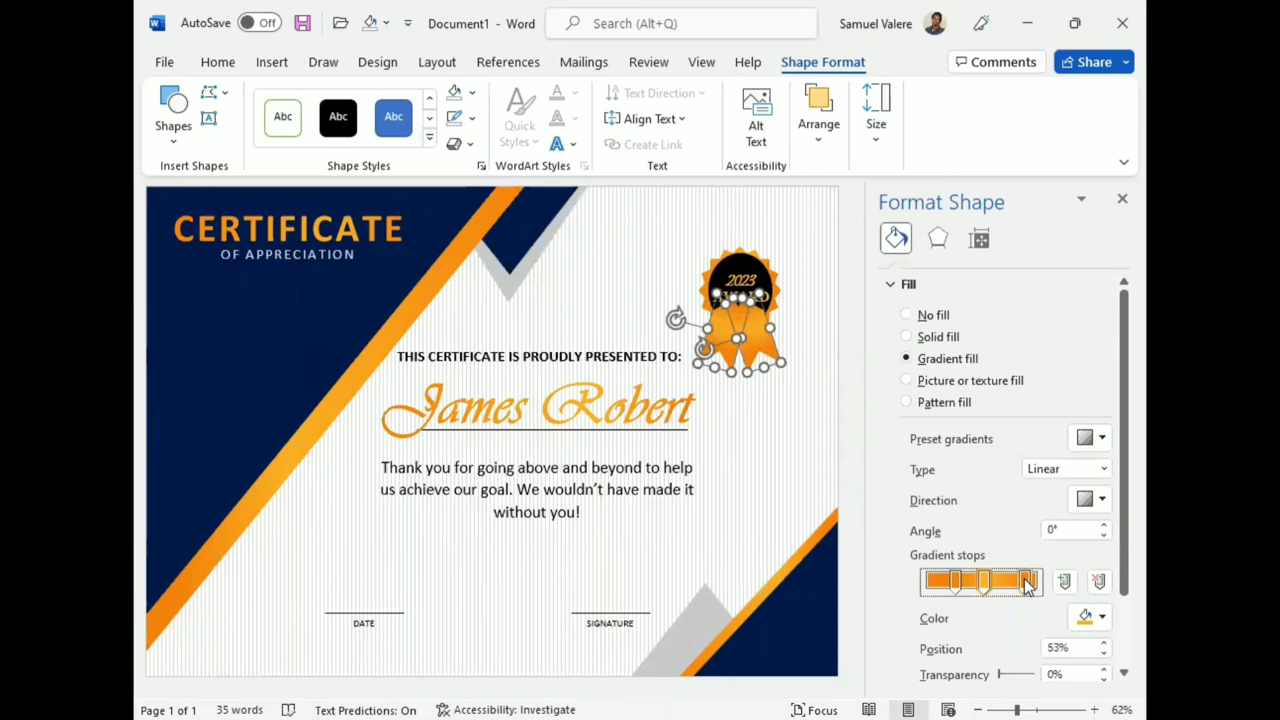 AutoSave Off Document1 - Word Search (Alt+Q) Samuel Valere
File Home Insert Draw Design Layout References Mailings Review View Help Shape Format Comments Share
Shapes
Insert Shapes
Abc Abc Abc
Shape Styles
Quick
Styles
WordArt Styles
Text Direction
Align Text
Create Link
Text
Alt
Text
Accessibility
Arrange
Size
CERTIFICATE
OF APPRECIATION
2023
AWARD
THIS CERTIFICATE IS PROUDLY PRESENTED TO:
James Robert
Thank you for going above and beyond to help
us achieve our goal. We wouldn't have made it
without you!
DATE
SIGNATURE
Format Shape
Fill
No fill
Solid fill
Gradient fill
Picture or texture fill
Pattern fill
Preset gradients
Type Linear
Direction
Angle 0°
Gradient stops
Color
Position 53%
Transparency 0%
Page 1 of 1 35 words Text Predictions: On Accessibility: Investigate Focus 62%